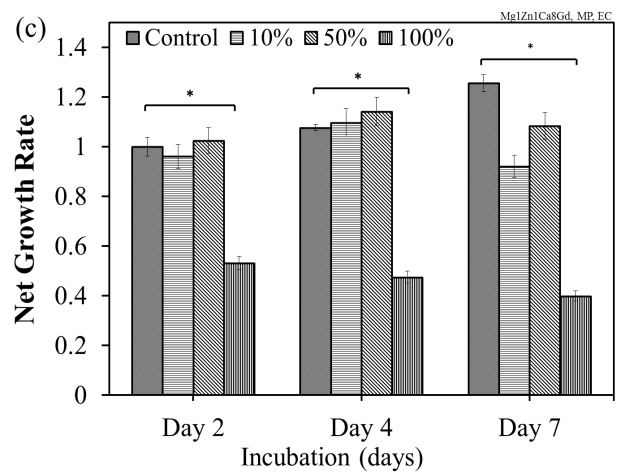 (c)
Mg1Zn1Ca8Gd, MP, EC
Control 10% 50% 100%
Net Growth Rate
1.4
1.2
1
0.8
0.6
0.4
0.2
0
*
*
*
Day 2 Day 4 Day 7
Incubation (days)